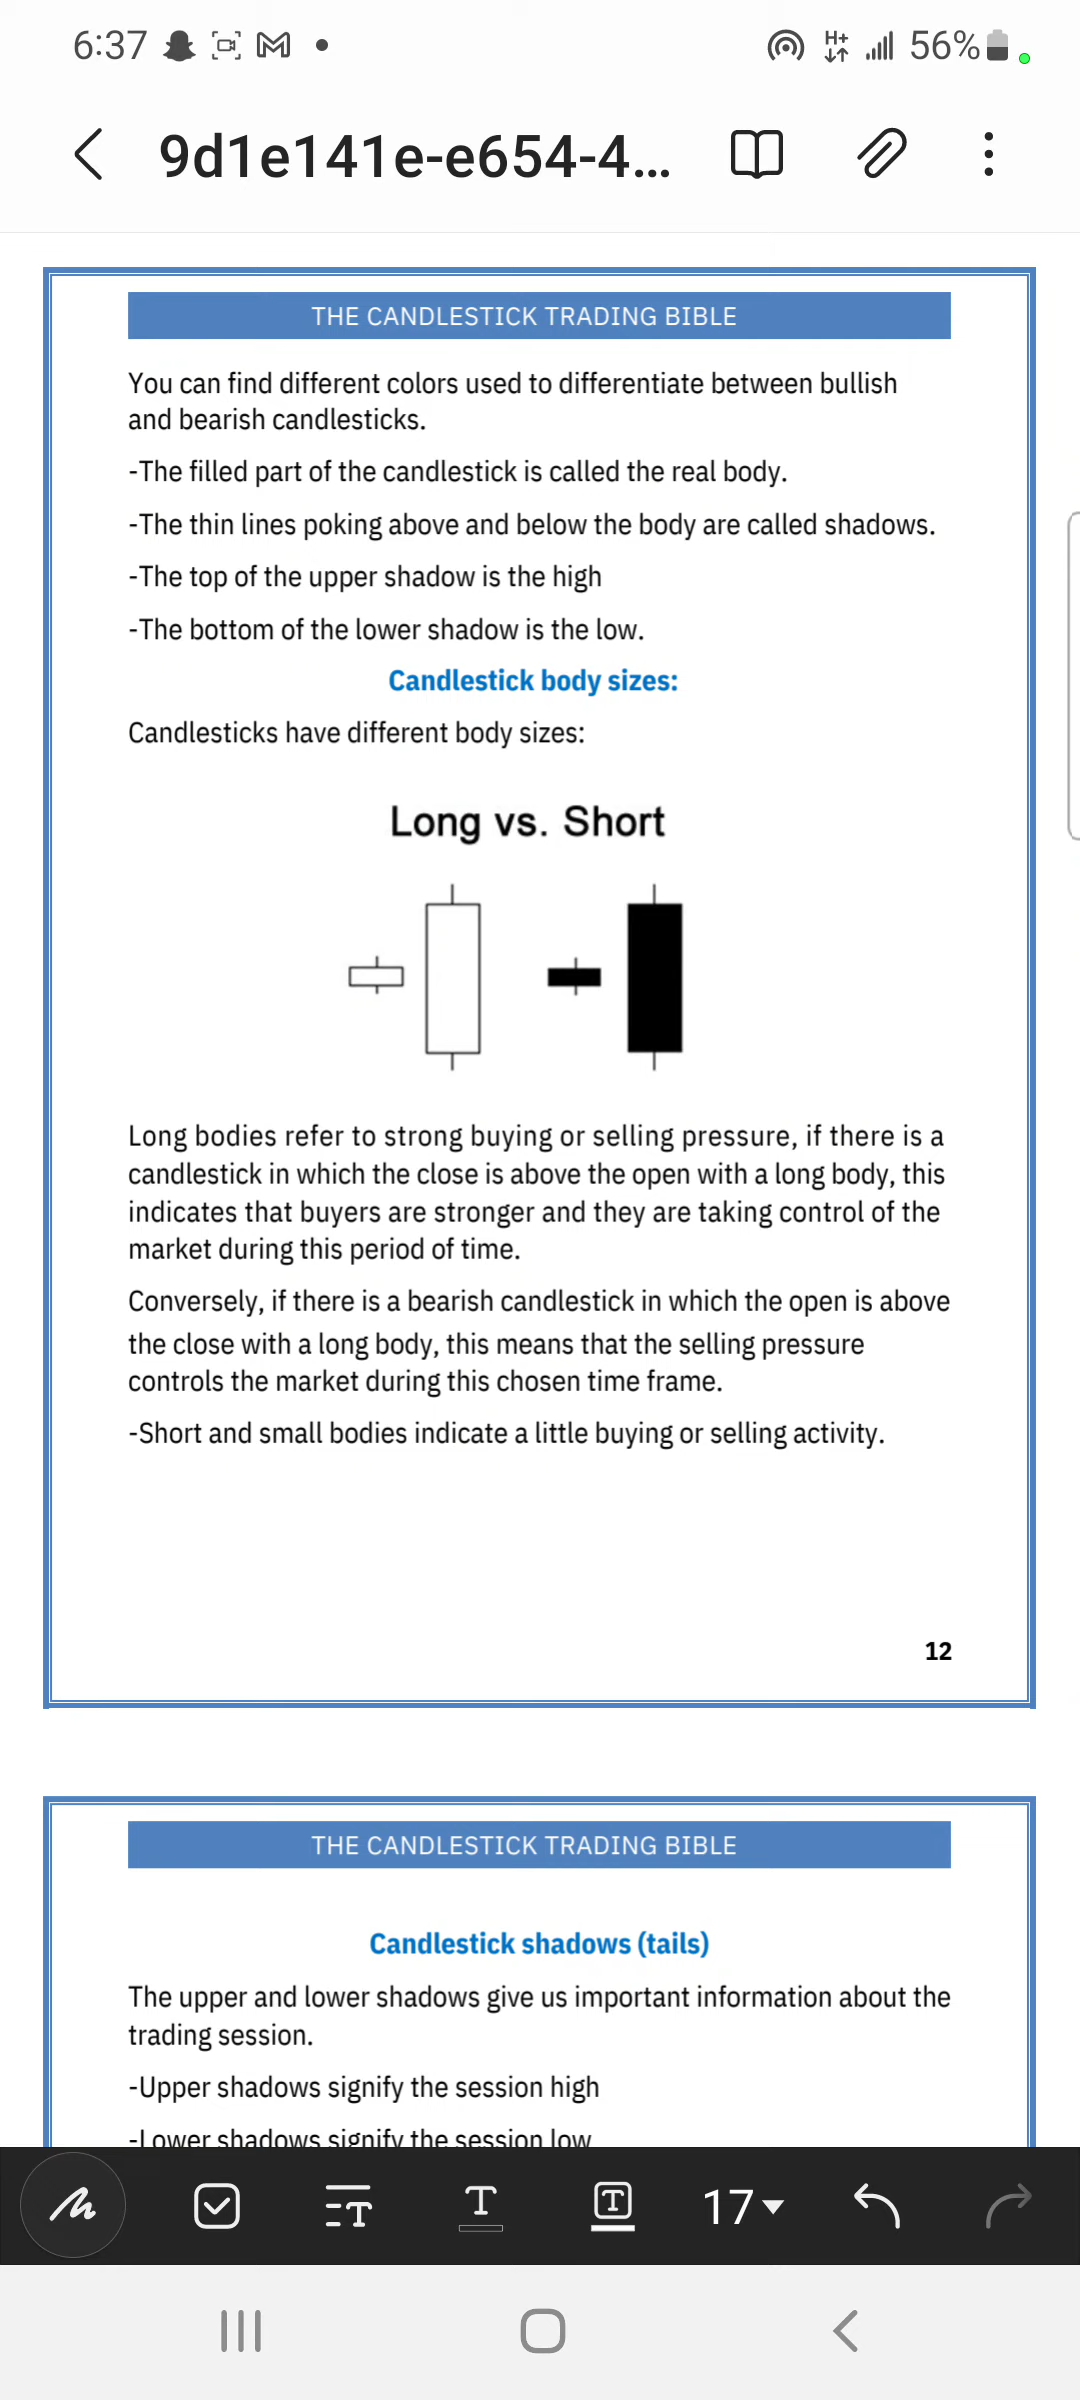 6:37
H+
56%
9d1e141e-e654-4...
THE CANDLESTICK TRADING BIBLE
You can find different colors used to differentiate between bullish
and bearish candlesticks.
-The filled part of the candlestick is called the real body.
-The thin lines poking above and below the body are called shadows.
-The top of the upper shadow is the high
-The bottom of the lower shadow is the low.
Candlestick body sizes:
Candlesticks have different body sizes:
Long vs. Short
Long bodies refer to strong buying or selling pressure, if there is a
candlestick in which the close is above the open with a long body, this
indicates that buyers are stronger and they are taking control of the
market during this period of time.
Conversely, if there is a bearish candlestick in which the open is above
the close with a long body, this means that the selling pressure
controls the market during this chosen time frame.
-Short and small bodies indicate a little buying or selling activity.
12
THE CANDLESTICK TRADING BIBLE
Candlestick shadows (tails)
The upper and lower shadows give us important information about the
trading session.
-Upper shadows signify the session high
-Lower shadows signify the session low
17